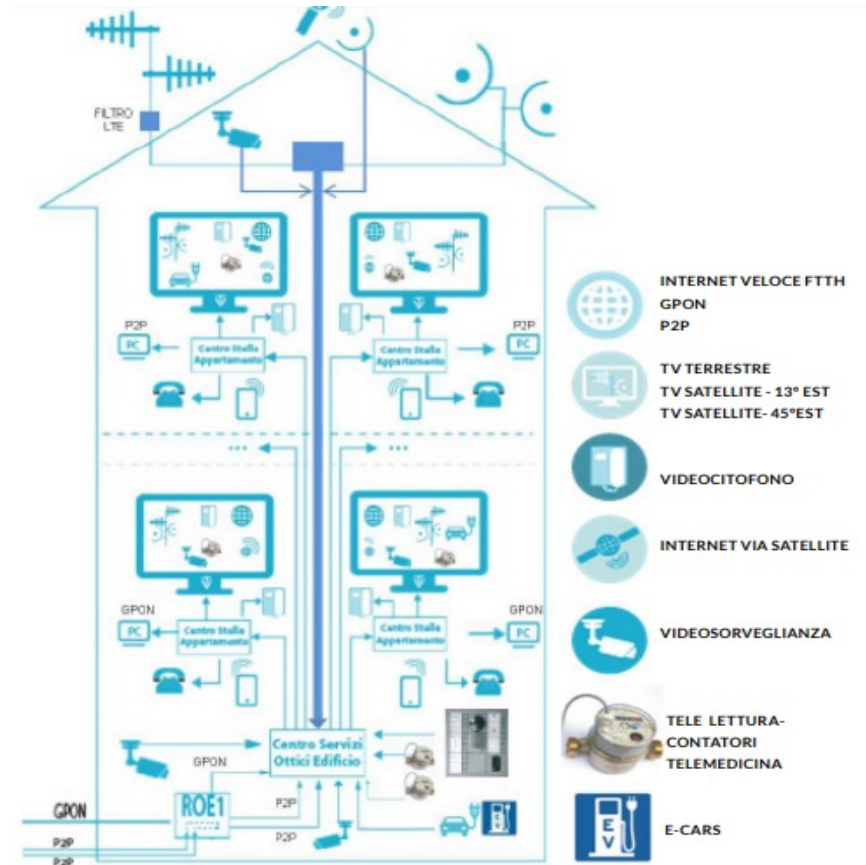 FILTRO
LTE
P2P
PC
Centro Stella
Appartamento
P2P
PC
Centro Stella
Appartamento
INTERNET VELOCE FTTH
GPON
P2P
TV TERRESTRE
TV SATELLITE - 13° EST
TV SATELLITE- 45°EST
...
...
VIDEOCITOFONO
INTERNET VIA SATELLITE
GPON
PC
Centro Stella
Appartamento
GPON
PC
Centro Stella
Appartamento
VIDEOSORVEGLIANZA
TELE LETTURA-
CONTATORI
TELEMEDICINA
Centro Servizi
Ottici Edificio
GPON
ROE1
P2P
P2P
GPON
P2P
P2P
EV
E-CARS